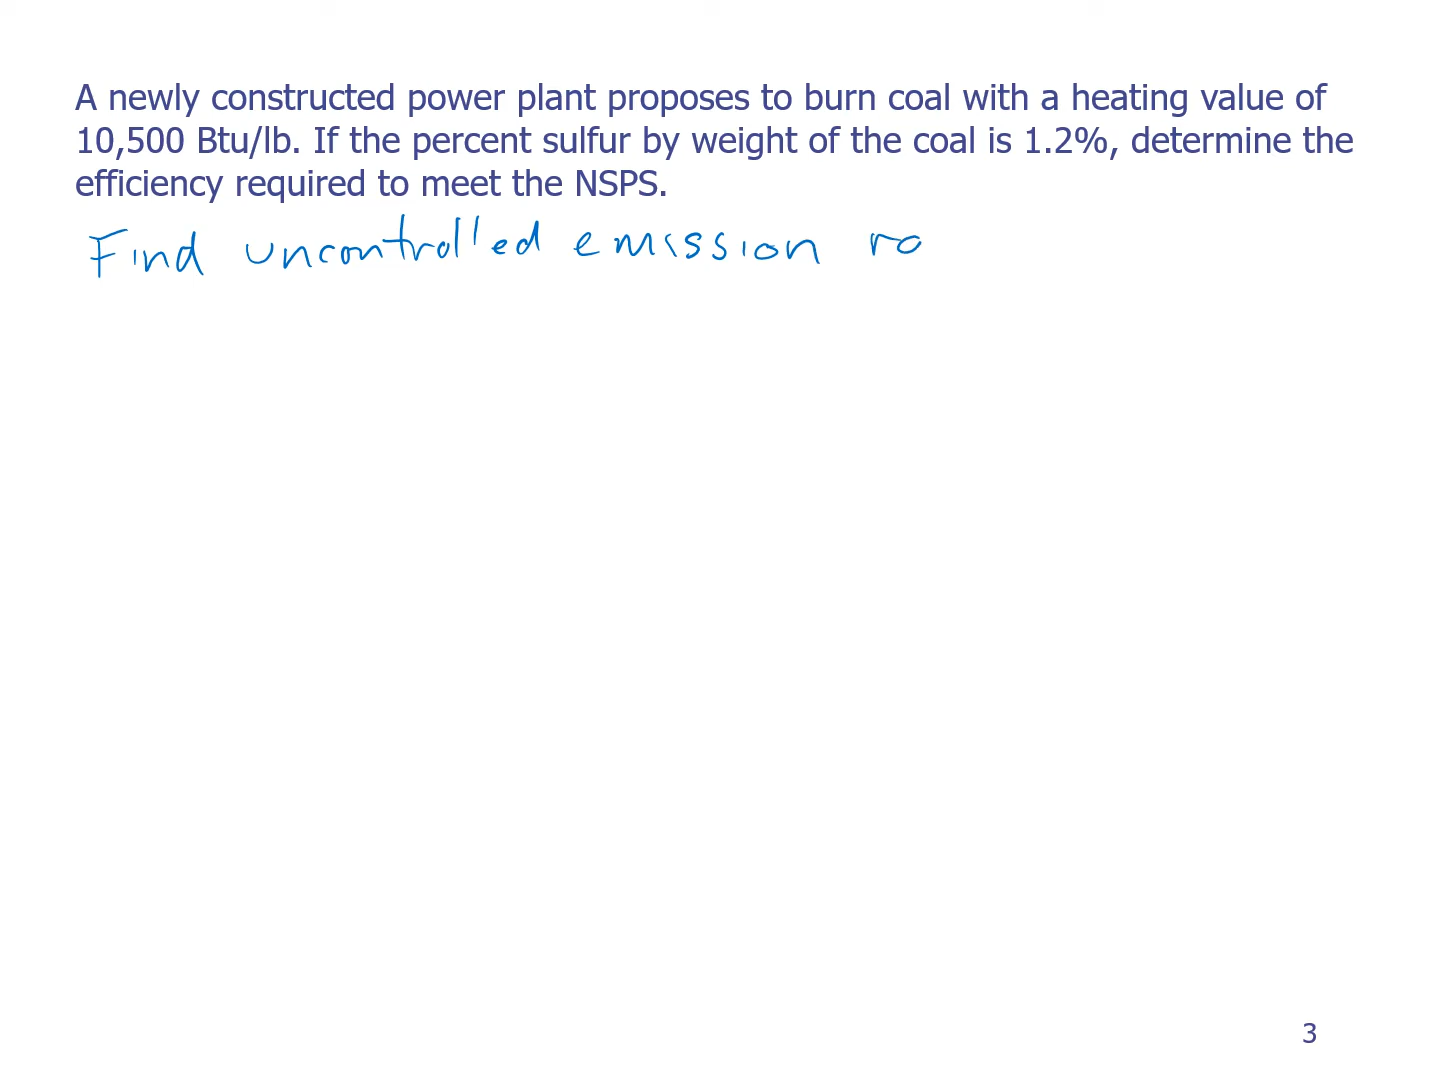 A newly constructed power plant proposes to burn coal with a heating value of
10,500 Btu/lb. If the percent sulfur by weight of the coal is 1.2%, determine the
efficiency required to meet the NSPS.
Find uncontrolled emission ra
3